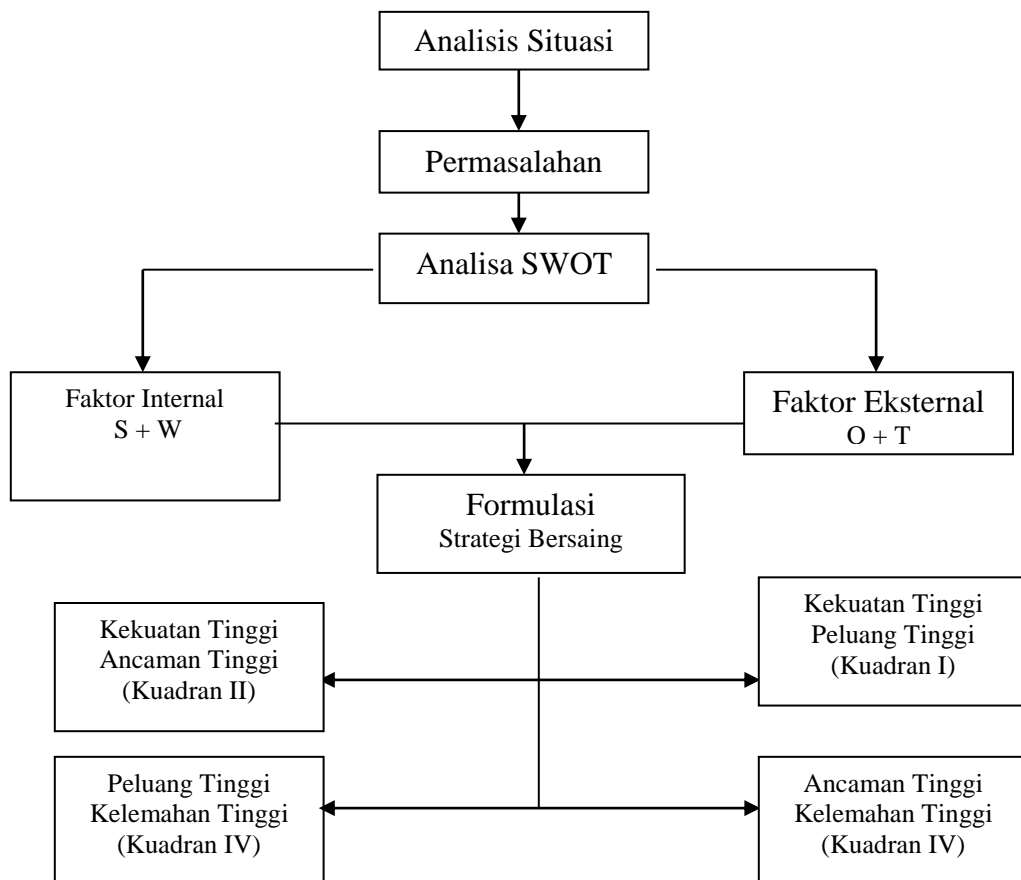 Analisis Situasi
Permasalahan
Analisa SWOT
Faktor Internal
S + W
Faktor Eksternal
O + T
Formulasi
Strategi Bersaing
Kekuatan Tinggi
Ancaman Tinggi
(Kuadran II)
Kekuatan Tinggi
Peluang Tinggi
(Kuadran I)
Peluang Tinggi
Kelemahan Tinggi
(Kuadran IV)
Ancaman Tinggi
Kelemahan Tinggi
(Kuadran IV)